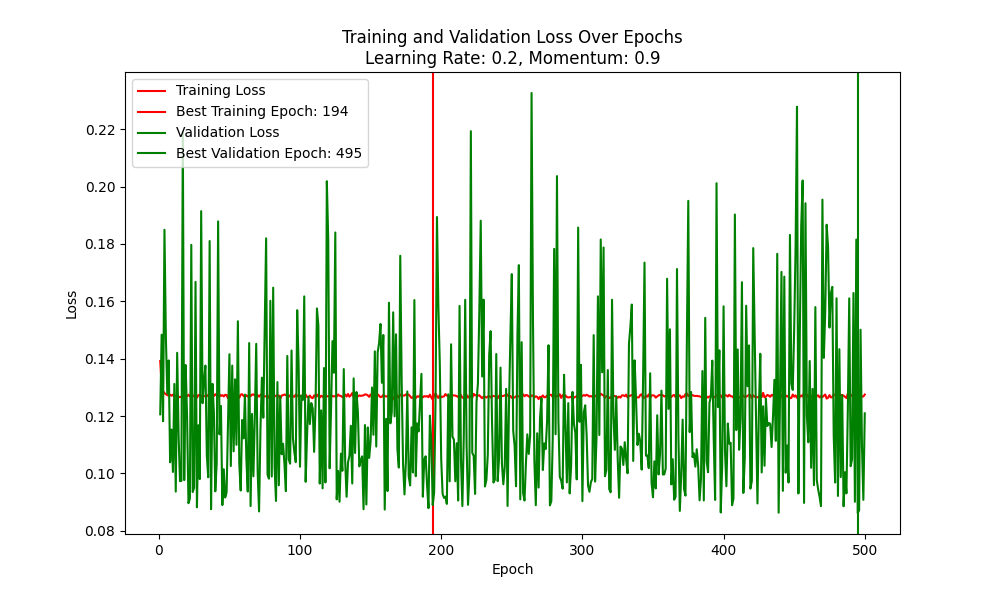 Training and Validation Loss Over Epochs
Learning Rate: 0.2, Momentum: 0.9
Training Loss
Best Training Epoch: 194
Validation Loss
Best Validation Epoch: 495
Loss
0.22
0.20
0.18
0.16
0.14
0.12
0.10
0.08
0
100
200
300
400
500
Epoch